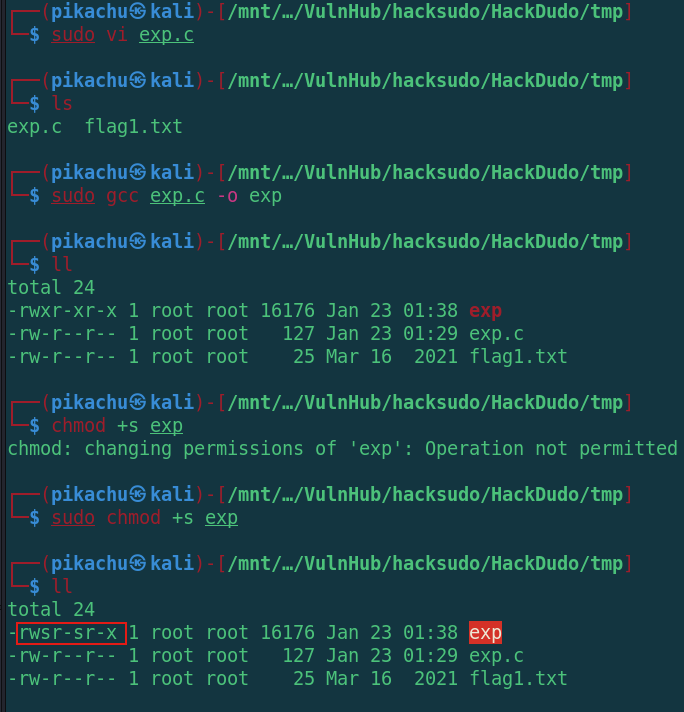 ┌──(pikachu㉿kali)-[/mnt/…/VulnHub/hacksudo/HackDudo/tmp]
└─$ sudo vi exp.c
┌──(pikachu㉿kali)-[/mnt/…/VulnHub/hacksudo/HackDudo/tmp]
└─$ ls
exp.c  flag1.txt
┌──(pikachu㉿kali)-[/mnt/…/VulnHub/hacksudo/HackDudo/tmp]
└─$ sudo gcc exp.c -o exp
┌──(pikachu㉿kali)-[/mnt/…/VulnHub/hacksudo/HackDudo/tmp]
└─$ ll
total 24
-rwxr-xr-x 1 root root 16176 Jan 23 01:38 exp
-rw-r--r-- 1 root root   127 Jan 23 01:29 exp.c
-rw-r--r-- 1 root root    25 Mar 16  2021 flag1.txt
┌──(pikachu㉿kali)-[/mnt/…/VulnHub/hacksudo/HackDudo/tmp]
└─$ chmod +s exp
chmod: changing permissions of 'exp': Operation not permitted
┌──(pikachu㉿kali)-[/mnt/…/VulnHub/hacksudo/HackDudo/tmp]
└─$ sudo chmod +s exp
┌──(pikachu㉿kali)-[/mnt/…/VulnHub/hacksudo/HackDudo/tmp]
└─$ ll
total 24
-rwsr-sr-x 1 root root 16176 Jan 23 01:38 exp
-rw-r--r-- 1 root root   127 Jan 23 01:29 exp.c
-rw-r--r-- 1 root root    25 Mar 16  2021 flag1.txt